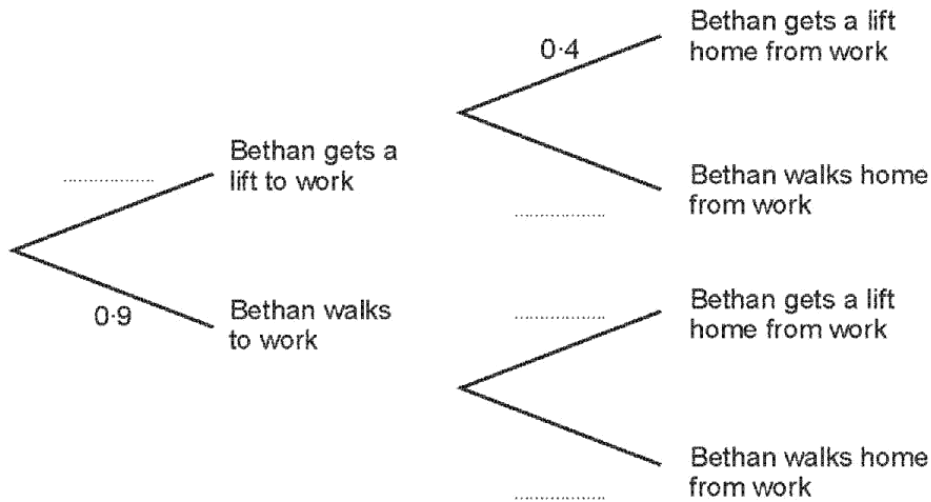 0·4
Bethan gets a lift
home from work
Bethan gets a
lift to work
Bethan walks home
from work
0·9
Bethan walks
to work
Bethan gets a lift
home from work
Bethan walks home
from work